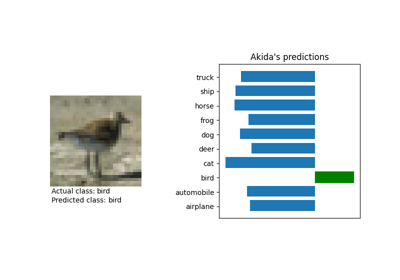 Akida's predictions
truck
ship
horse
frog
dog
deer
cat
bird
automobile
airplane
Actual class: bird
Predicted class: bird